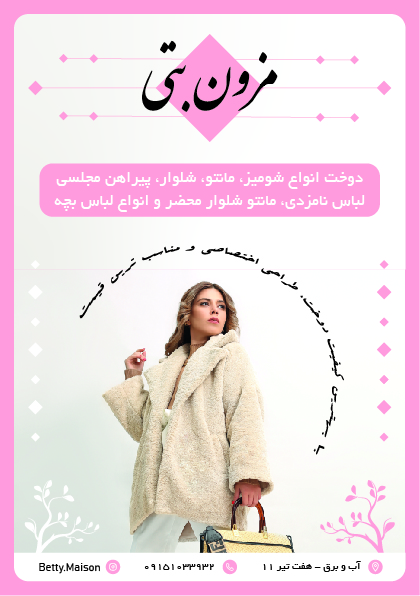 مزون بتی
دوخت انواع شومیز، مانتو، شلوار، پیراهن مجلسی
لباس نامزدی، مانتو شلوار محضر و انواع لباس بچه
با بهترین کیفیت دوخت، طراحی اختصاصی و مناسب ترین قیمت
آب و برق - هفت تیر ۱۱
۰۹۱۵۱۰۳۳۹۳۲
Betty.Maison